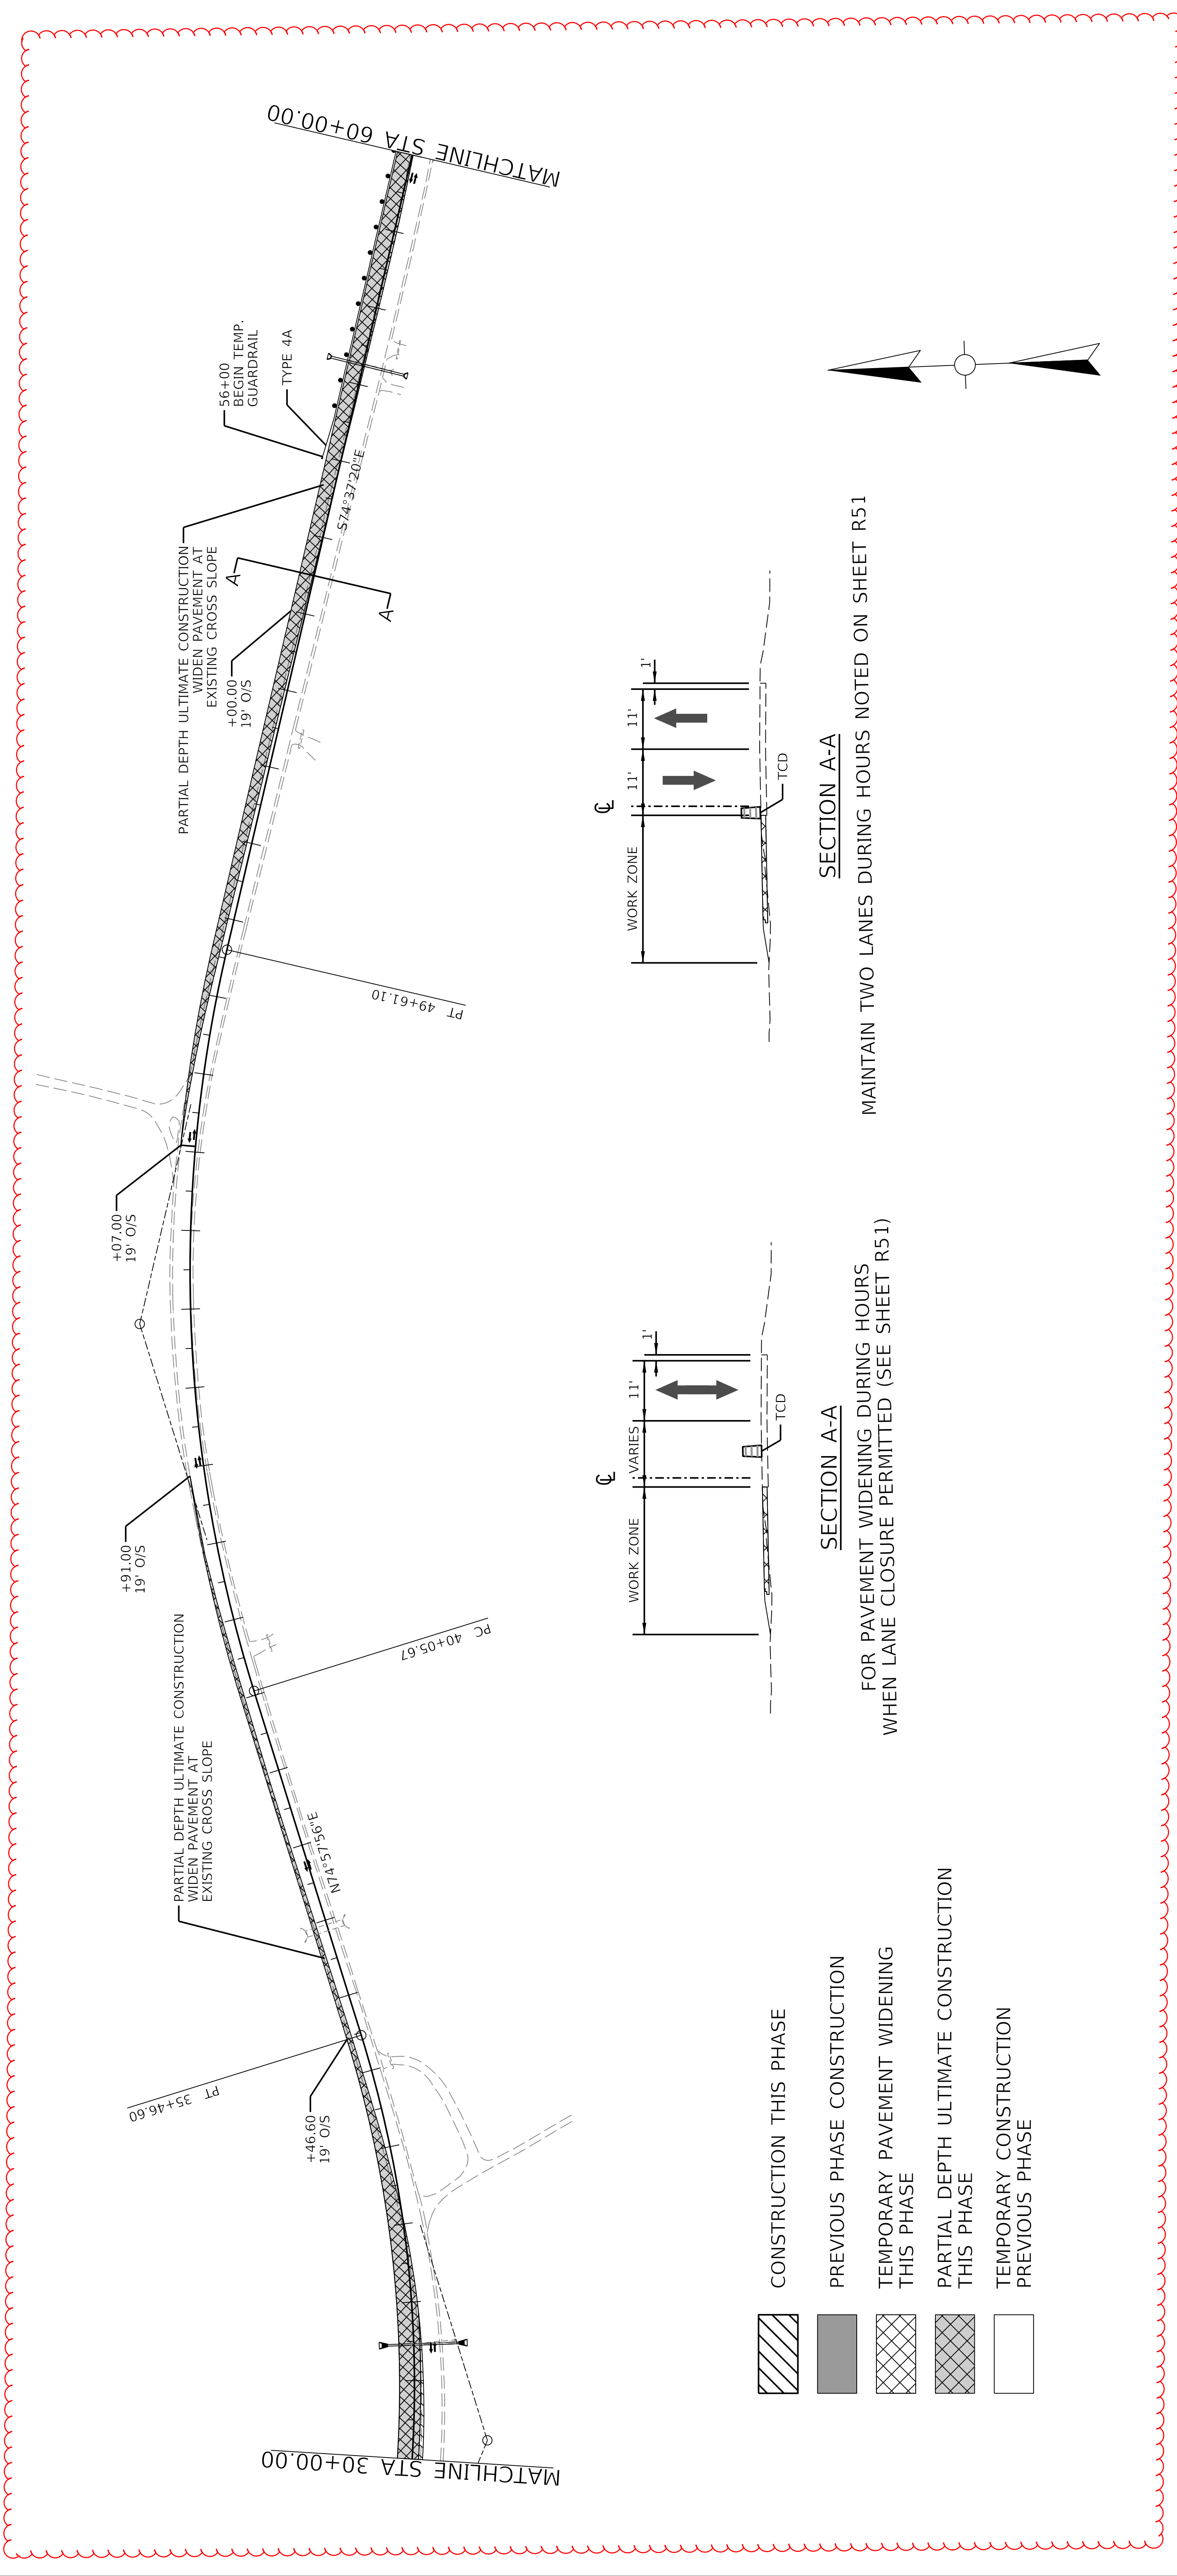 MATCHLINE STA 30+00.00
PT 35+46.60
+46.60
19' O/S
PARTIAL DEPTH ULTIMATE CONSTRUCTION
WIDEN PAVEMENT AT
EXISTING CROSS SLOPE
N74°57'56"E
PC 40+05.67
+91.00
19' O/S
+07.00
19' O/S
PT 49+61.10
PARTIAL DEPTH ULTIMATE CONSTRUCTION
WIDEN PAVEMENT AT
EXISTING CROSS SLOPE
+00.00
19' O/S
A
A
S74°37'20"E
56+00
BEGIN TEMP.
GUARDRAIL
TYPE 4A
MATCHLINE STA 60+00.00
CL
WORK ZONE
VARIES
11'
1'
TCD
SECTION A-A
FOR PAVEMENT WIDENING DURING HOURS
WHEN LANE CLOSURE PERMITTED (SEE SHEET R51)
CL
WORK ZONE
11'
11'
1'
TCD
SECTION A-A
MAINTAIN TWO LANES DURING HOURS NOTED ON SHEET R51
CONSTRUCTION THIS PHASE
PREVIOUS PHASE CONSTRUCTION
TEMPORARY PAVEMENT WIDENING
THIS PHASE
PARTIAL DEPTH ULTIMATE CONSTRUCTION
THIS PHASE
TEMPORARY CONSTRUCTION
PREVIOUS PHASE